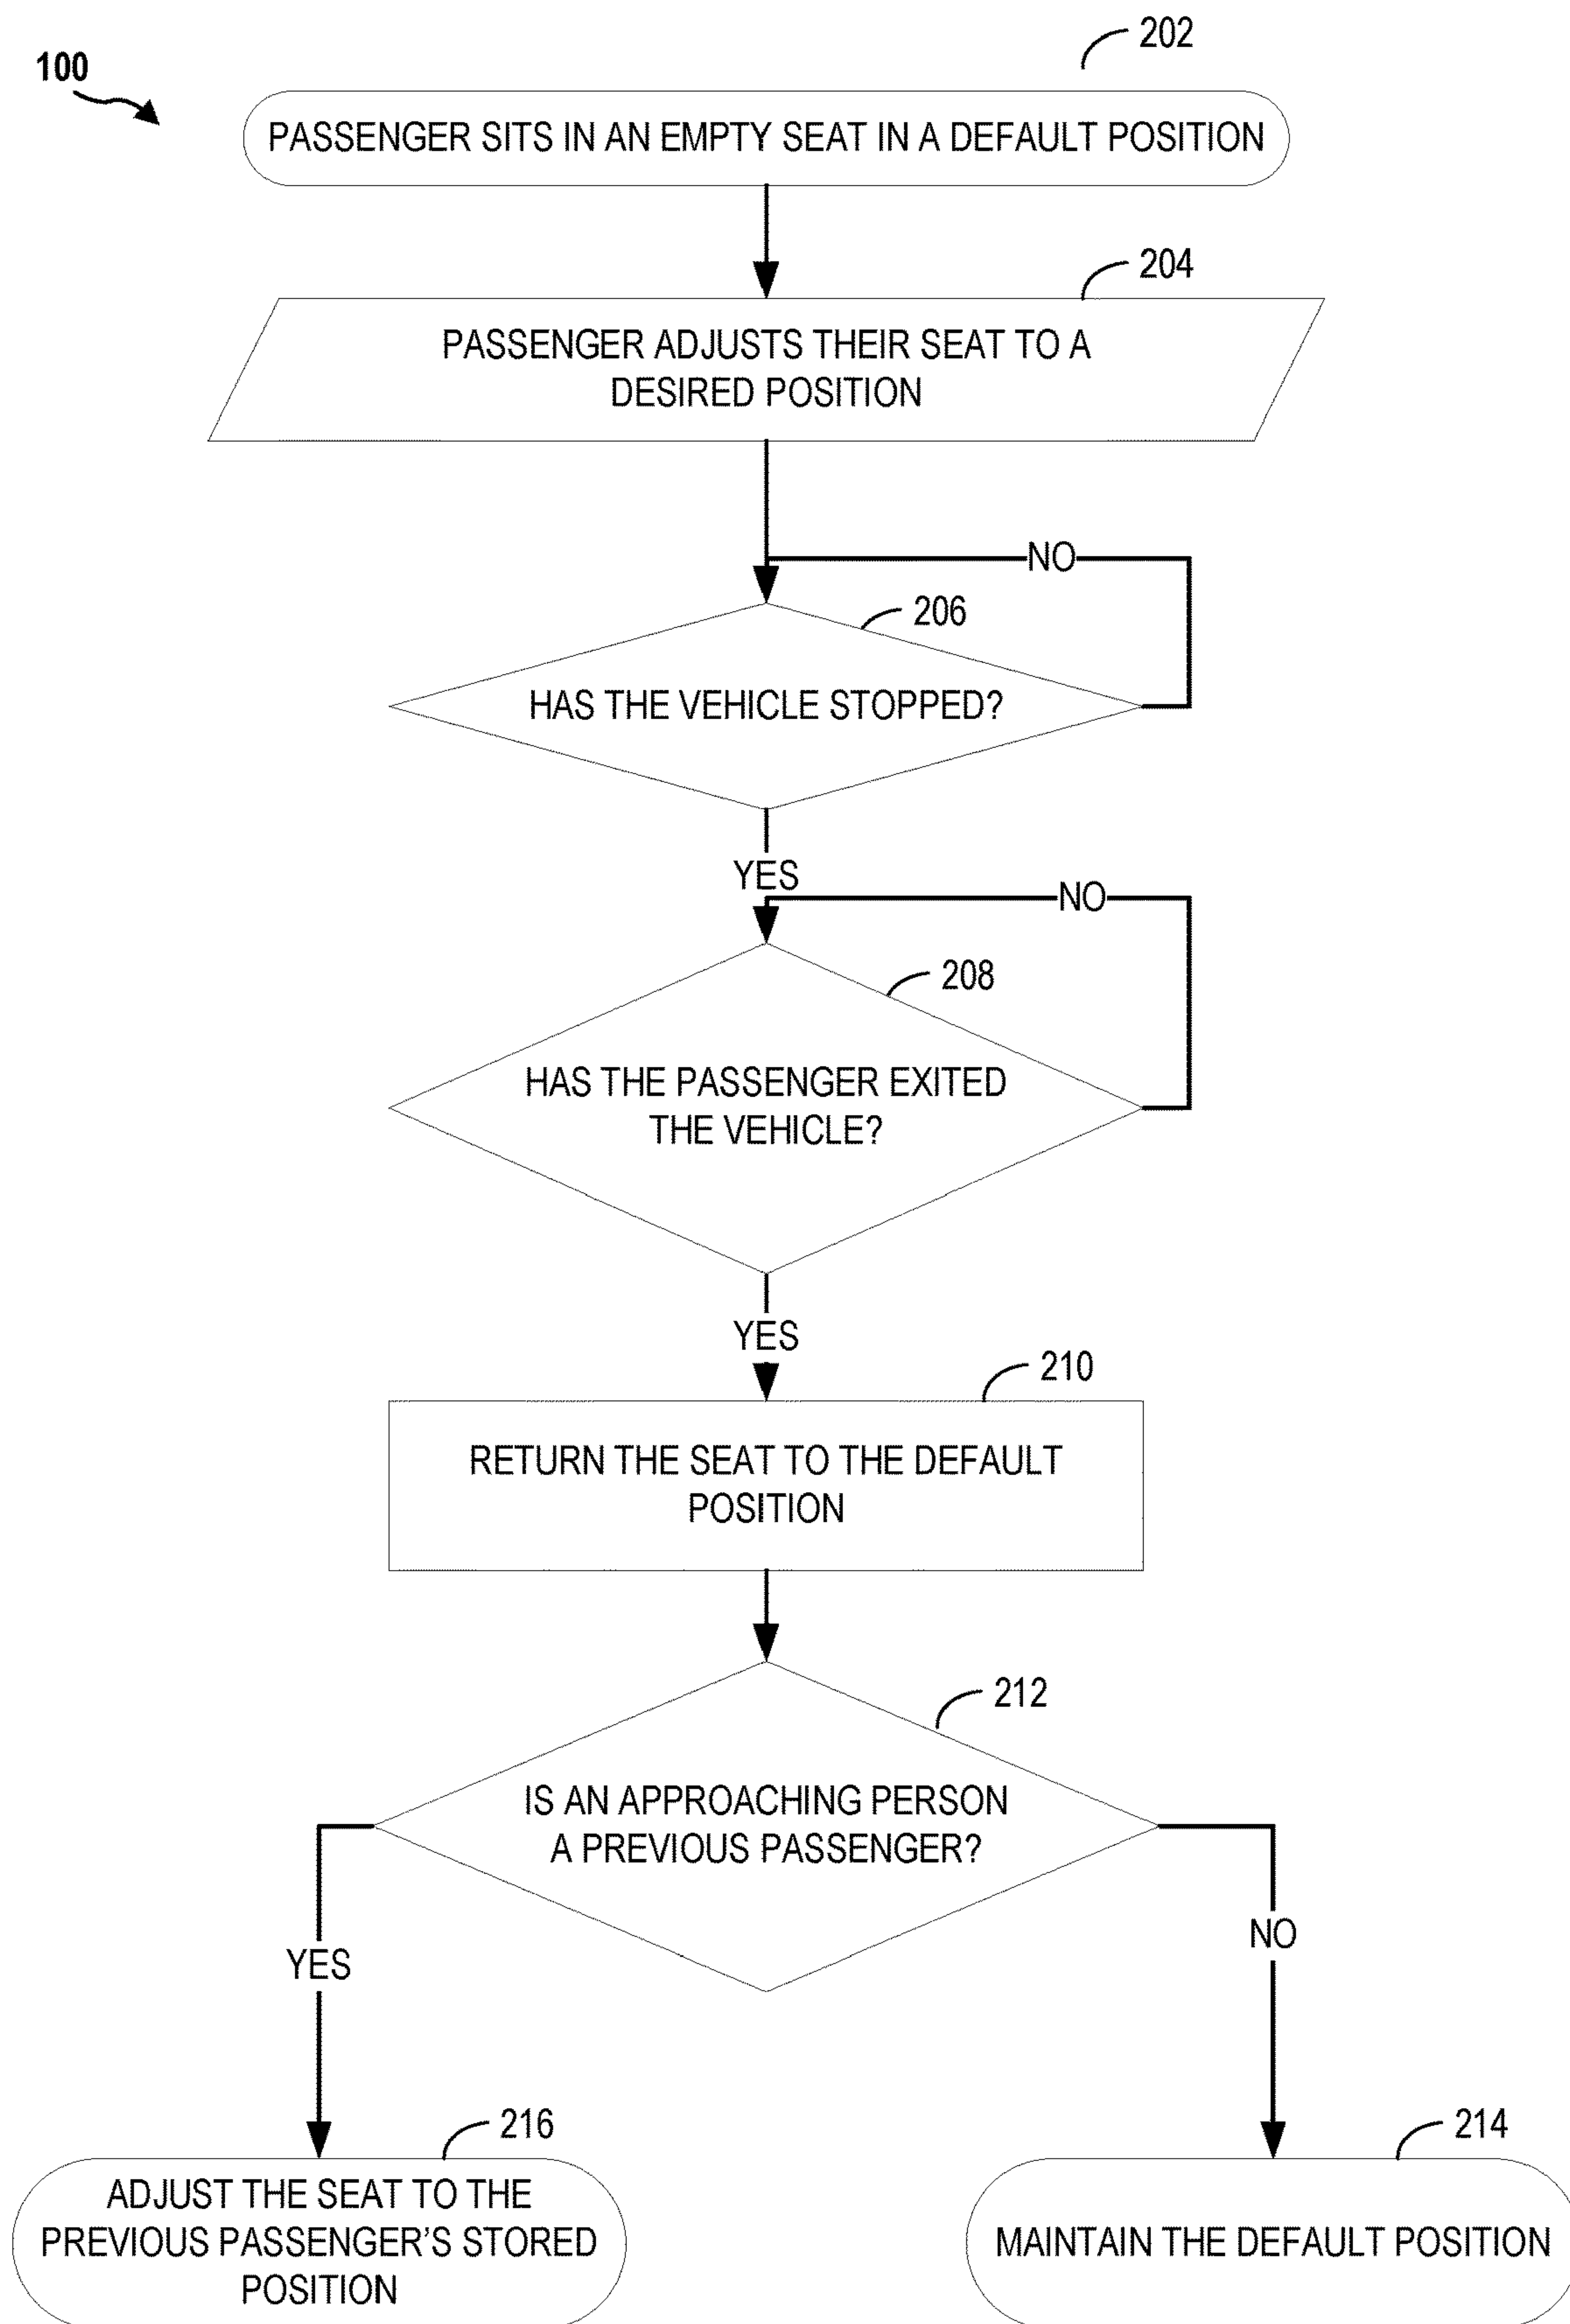 100
202
PASSENGER SITS IN AN EMPTY SEAT IN A DEFAULT POSITION
204
PASSENGER ADJUSTS THEIR SEAT TO A
DESIRED POSITION
NO
206
HAS THE VEHICLE STOPPED?
YES
NO
208
HAS THE PASSENGER EXITED
THE VEHICLE?
YES
210
RETURN THE SEAT TO THE DEFAULT
POSITION
212
IS AN APPROACHING PERSON
A PREVIOUS PASSENGER?
YES
NO
216
ADJUST THE SEAT TO THE
PREVIOUS PASSENGER'S STORED
POSITION
214
MAINTAIN THE DEFAULT POSITION